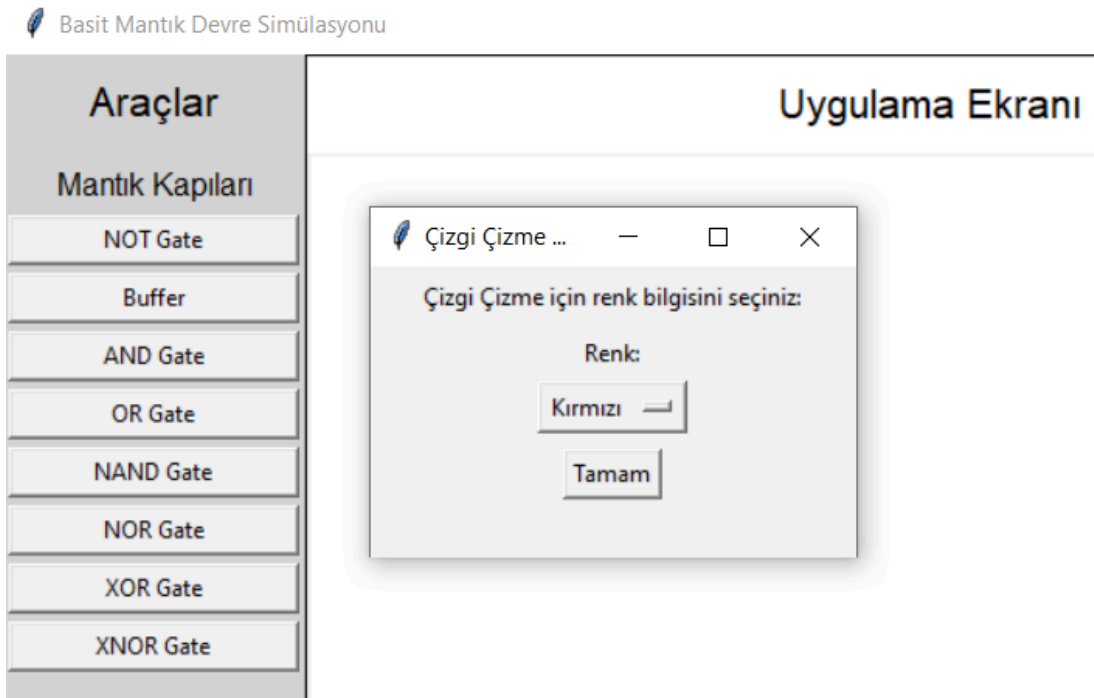 Basit Mantık Devre Simülasyonu
Araçlar
Uygulama Ekranı
Mantık Kapıları
NOT Gate
Buffer
AND Gate
OR Gate
NAND Gate
NOR Gate
XOR Gate
XNOR Gate
Çizgi Çizme ...
Çizgi Çizme için renk bilgisini seçiniz:
Renk:
Kırmızı
Tamam